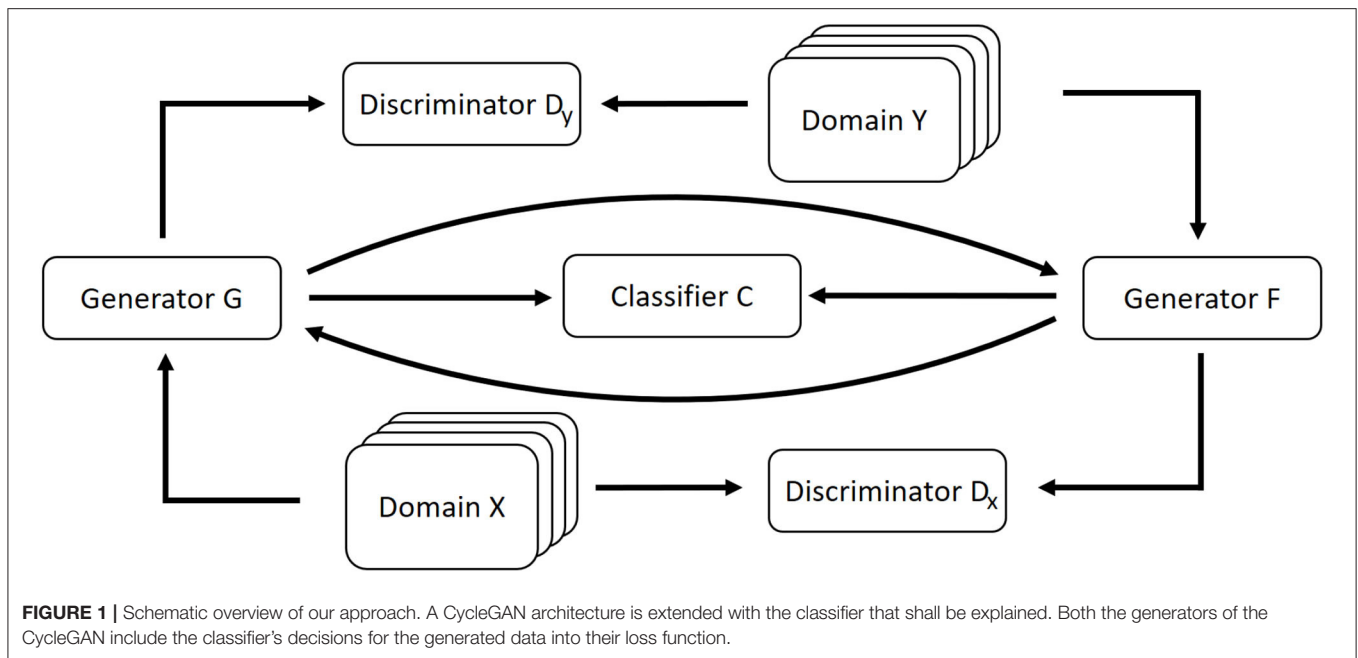 Discriminator Dy
Domain Y
Generator G
Classifier C
Generator F
Domain X
Discriminator Dx
FIGURE 1 | Schematic overview of our approach. A CycleGAN architecture is extended with the classifier that shall be explained. Both the generators of the
CycleGAN include the classifier's decisions for the generated data into their loss function.